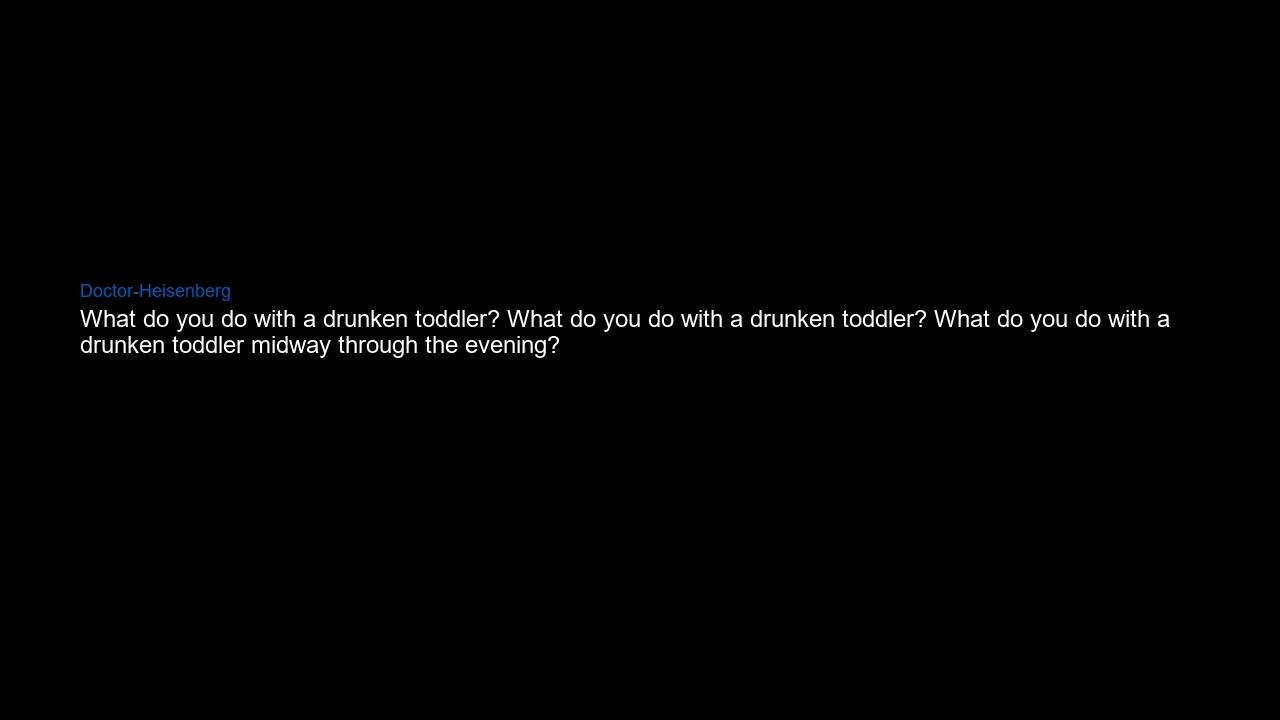 Doctor-Heisenberg
What do you do with a drunken toddler? What do you do with a drunken toddler? What do you do with a
drunken toddler midway through the evening?